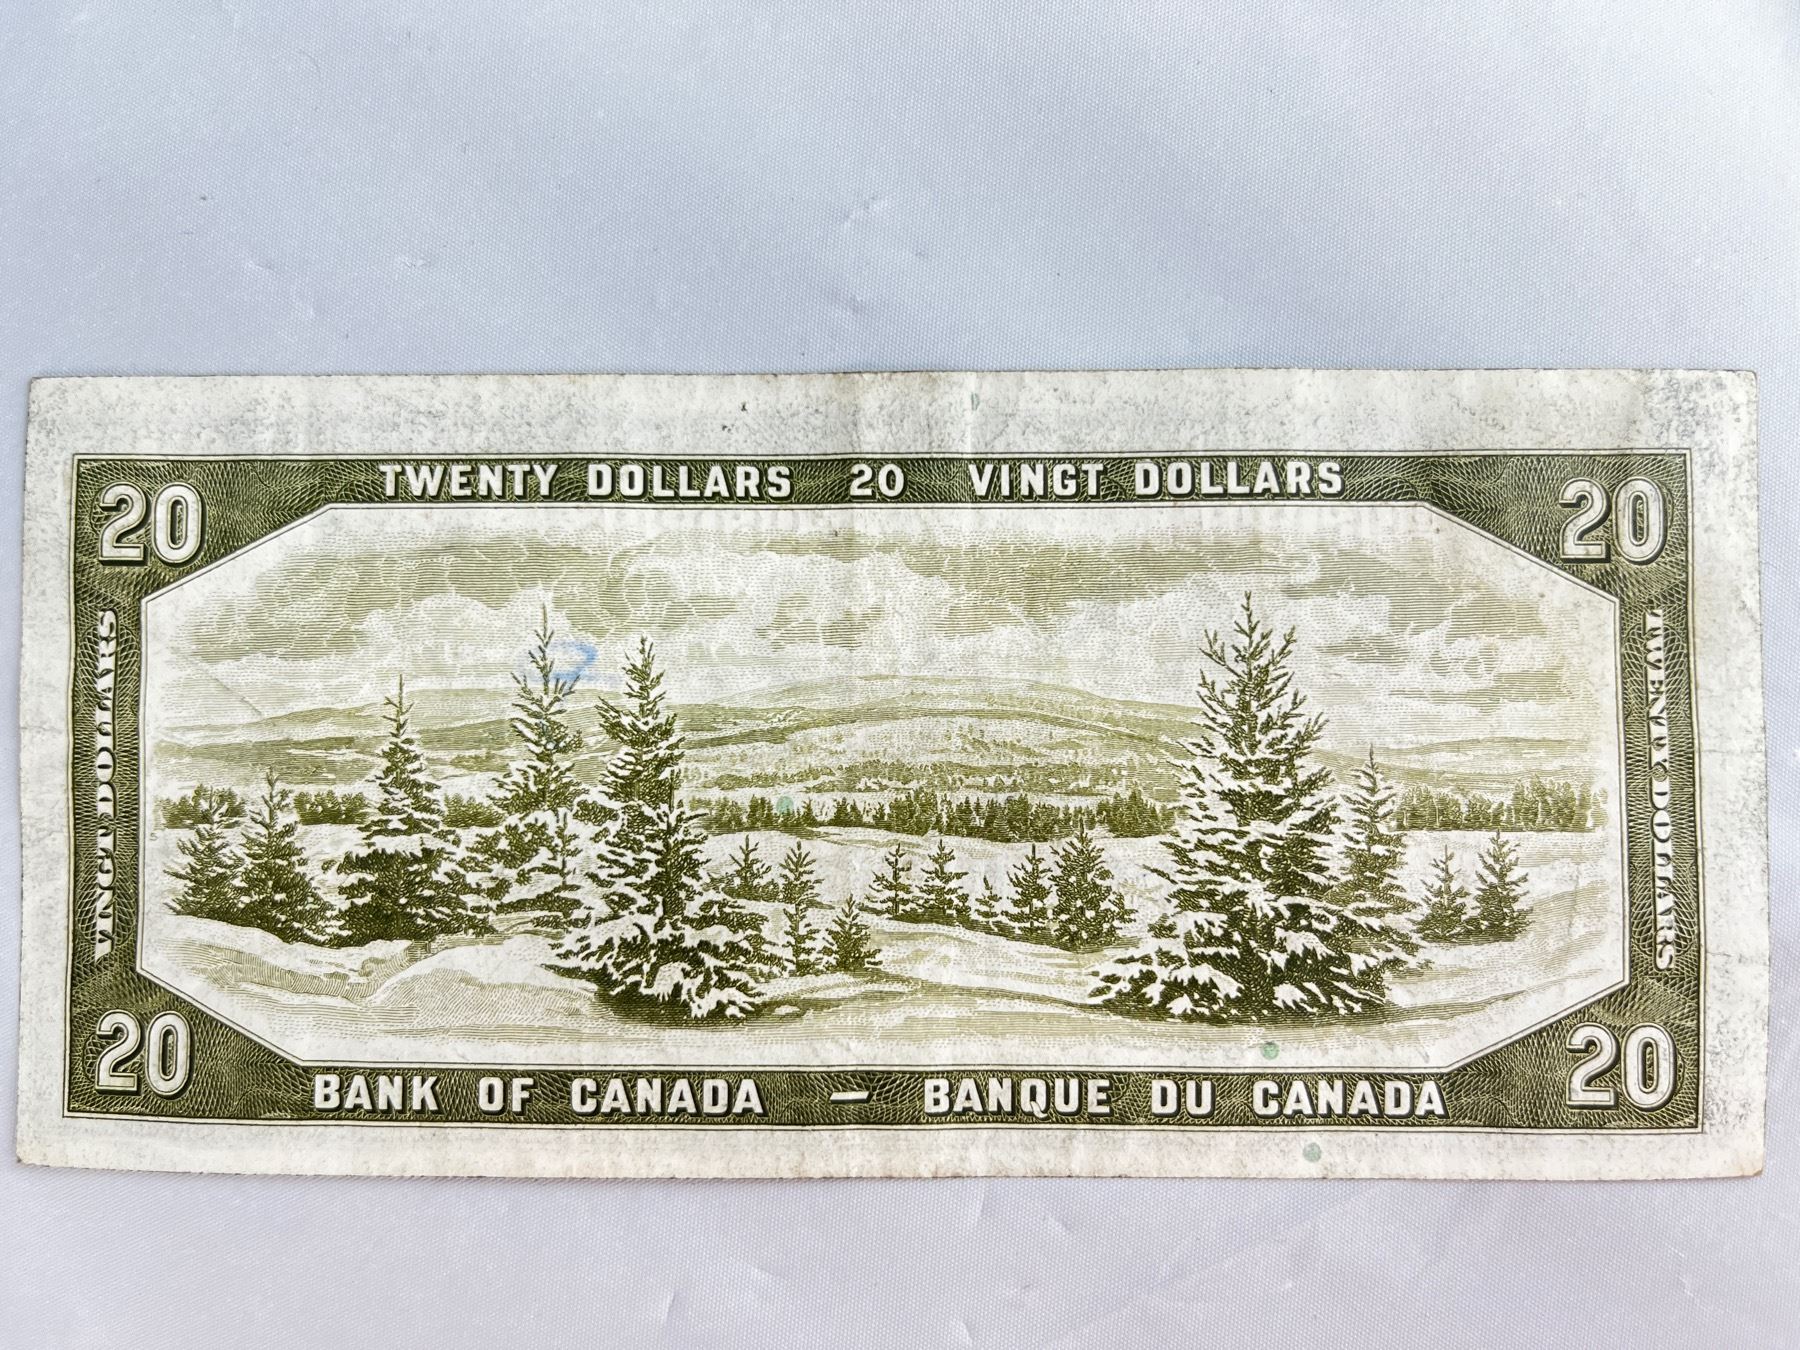 TWENTY DOLLARS 20 VINGT DOLLARS
20
20
VINGT DOLLARS
TWENTY DOLLARS
20
20
BANK OF CANADA – BANQUE DU CANADA